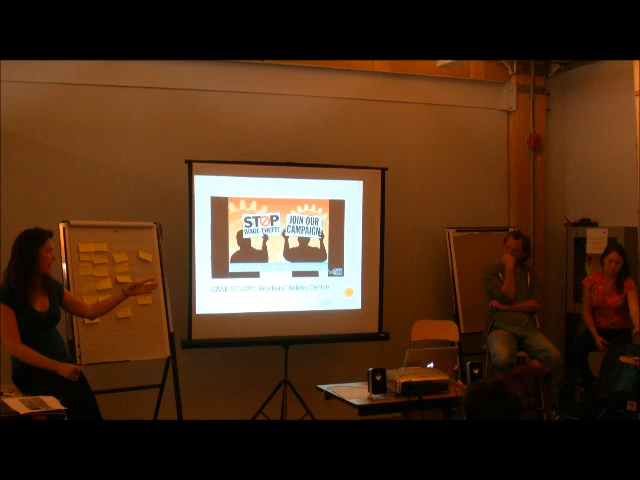 STOP
WAGE THEFT!
JOIN OUR
CAMPAIGN
CASE STUDY: Workers' Action Centre